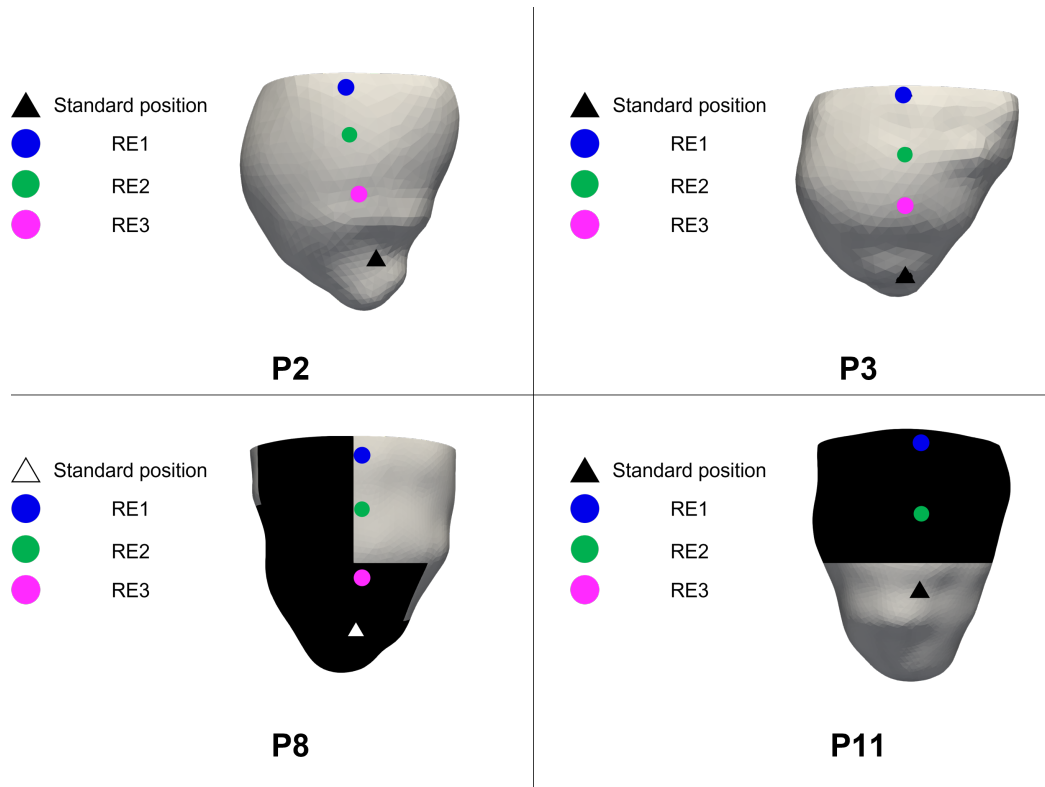 Standard position
RE1
RE2
RE3
P2
Standard position
RE1
RE2
RE3
P3
Standard position
RE1
RE2
RE3
P8
Standard position
RE1
RE2
RE3
P11